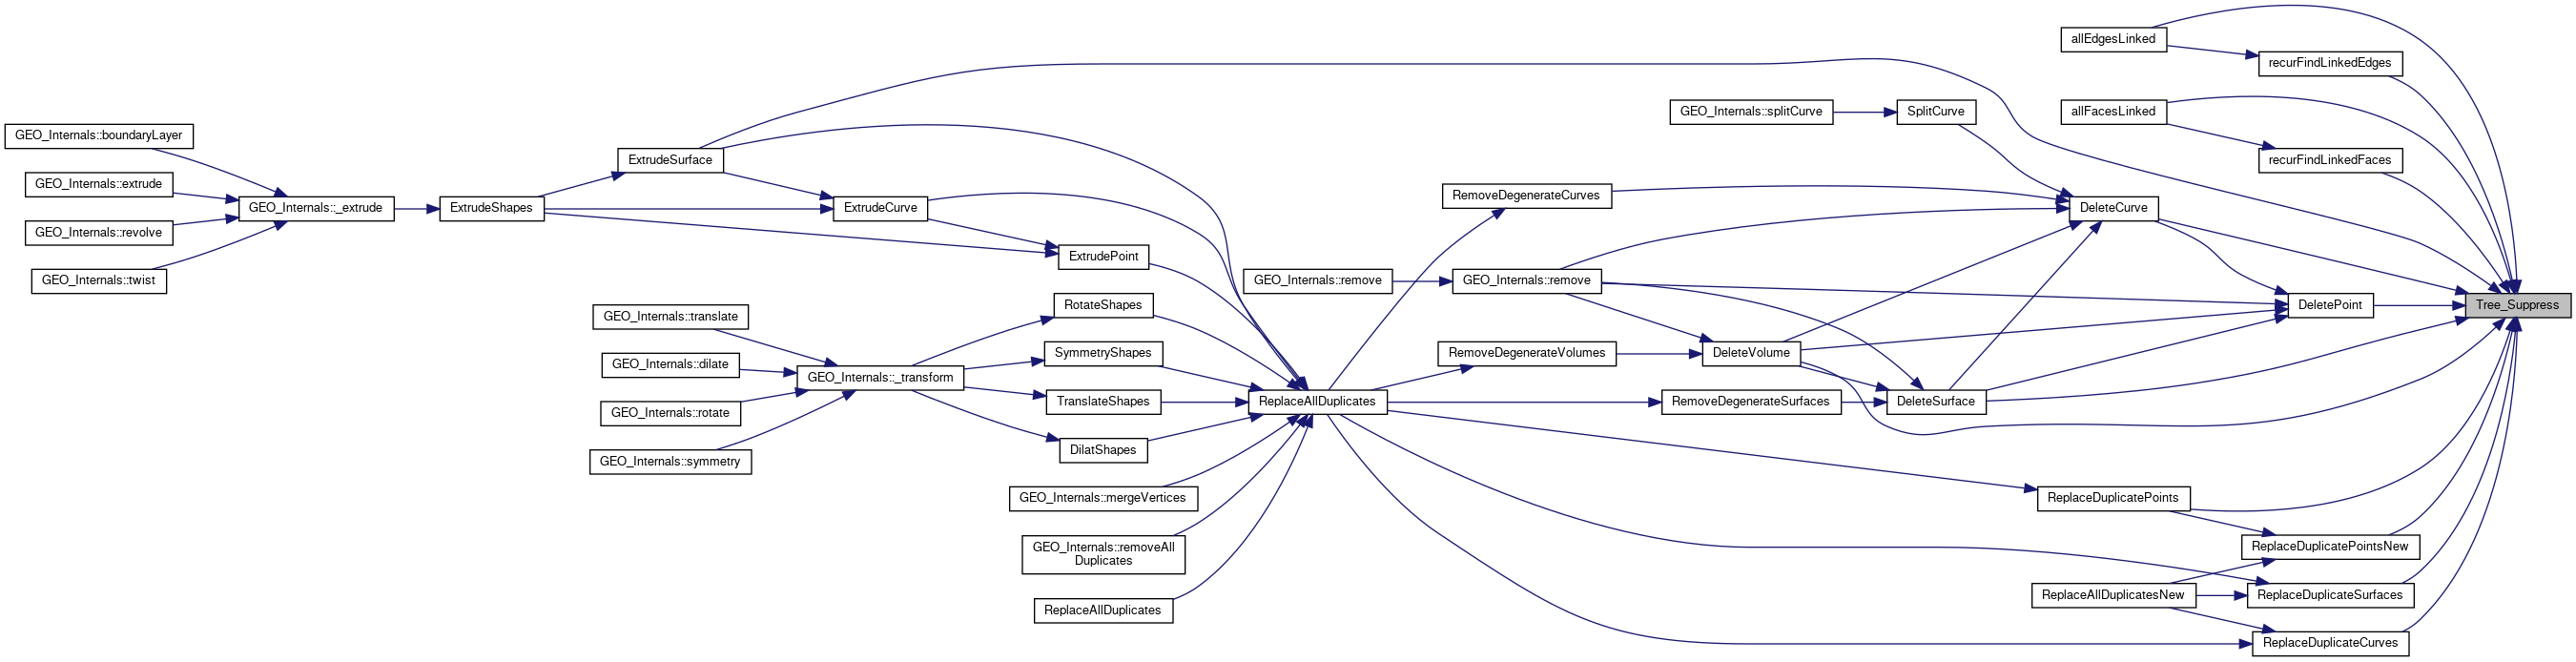 allEdgesLinked
recurFindLinkedEdges
allFacesLinked
GEO_Internals::splitCurve
SplitCurve
GEO_Internals::boundaryLayer
ExtrudeSurface
recurFindLinkedFaces
GEO_Internals::extrude
RemoveDegenerateCurves
GEO_Internals::_extrude
ExtrudeShapes
ExtrudeCurve
DeleteCurve
GEO_Internals::revolve
ExtrudePoint
GEO_Internals::twist
GEO_Internals::remove
GEO_Internals::remove
RotateShapes
DeletePoint
Tree_Suppress
GEO_Internals::translate
SymmetryShapes
RemoveDegenerateVolumes
DeleteVolume
GEO_Internals::dilate
GEO_Internals::_transform
TranslateShapes
ReplaceAllDuplicates
RemoveDegenerateSurfaces
DeleteSurface
GEO_Internals::rotate
DilatShapes
GEO_Internals::symmetry
GEO_Internals::mergeVertices
ReplaceDuplicatePoints
GEO_Internals::removeAll
Duplicates
ReplaceDuplicatePointsNew
ReplaceAllDuplicatesNew
ReplaceDuplicateSurfaces
ReplaceAllDuplicates
ReplaceDuplicateCurves